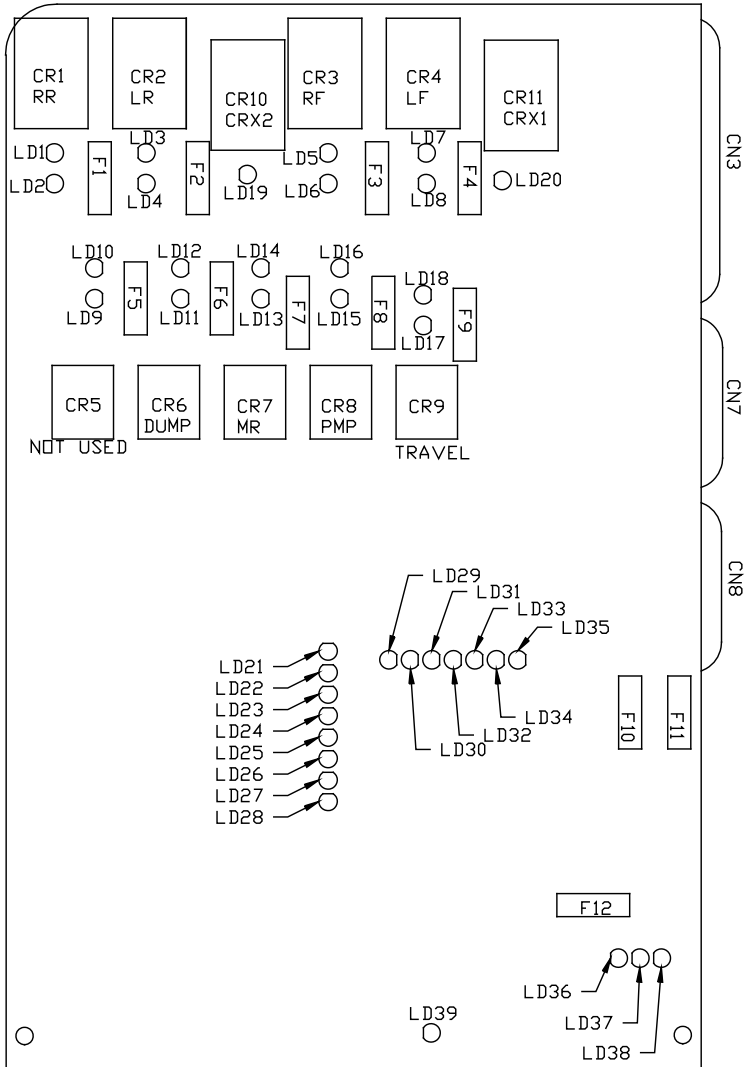 CR1
RR
CR2
LR
CR10
CRX2
CR3
RF
CR4
LF
CR11
CRX1
CN3
LD1
LD2
F1
LD3
LD4
F2
LD19
LD5
LD6
F3
LD7
LD8
F4
LD20
LD10
LD9
F5
LD12
LD11
F6
LD14
LD13
F7
LD16
LD15
F8
LD18
LD17
F9
CN7
CR5
NOT USED
CR6
DUMP
CR7
MR
CR8
PMP
CR9
TRAVEL
CN8
LD29
LD31
LD33
LD35
LD21
LD22
LD23
LD24
LD25
LD26
LD27
LD28
LD34
LD32
LD30
F10
F11
F12
LD36
LD37
LD38
LD39